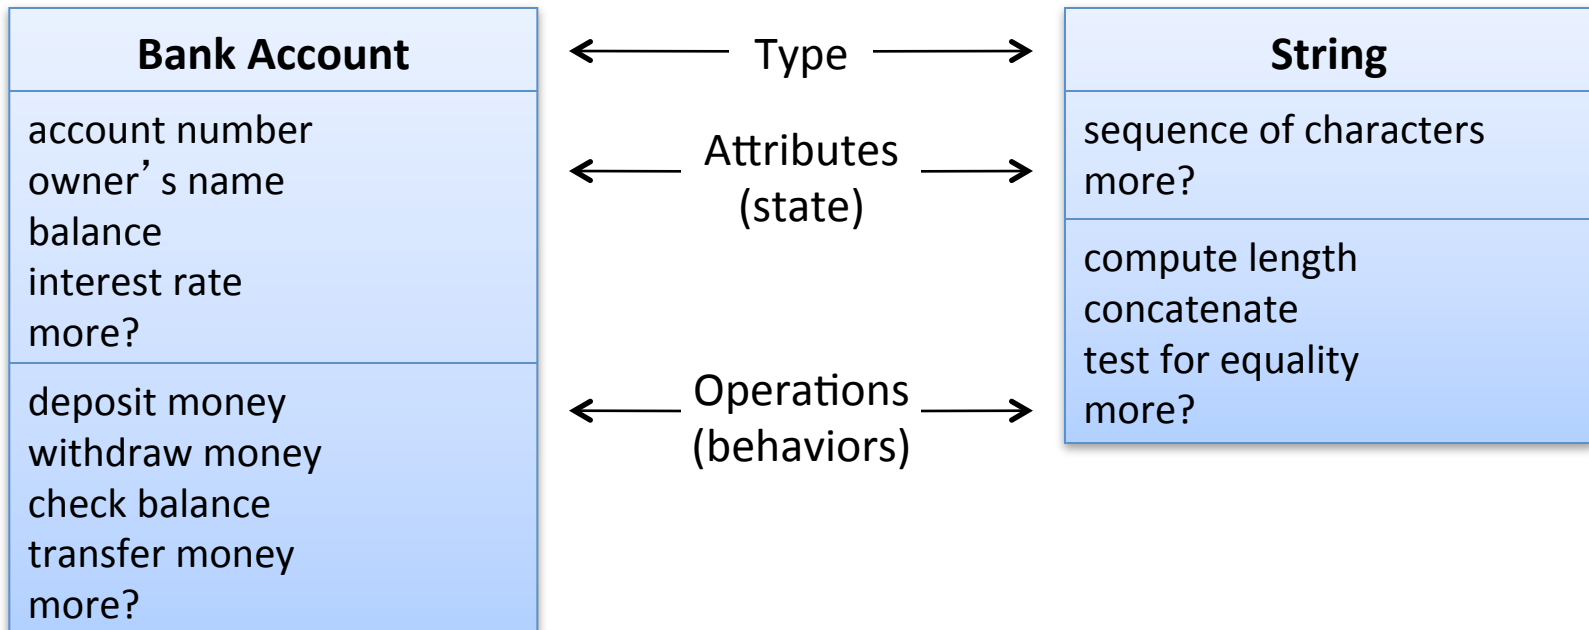 Bank Account
account number
owner’ s name
balance
interest rate
more?
deposit money
withdraw money
check balance
transfer money
more?
Type
Attributes
(state)
Operations
(behaviors)
String
sequence of characters
more?
compute length
concatenate
test for equality
more?